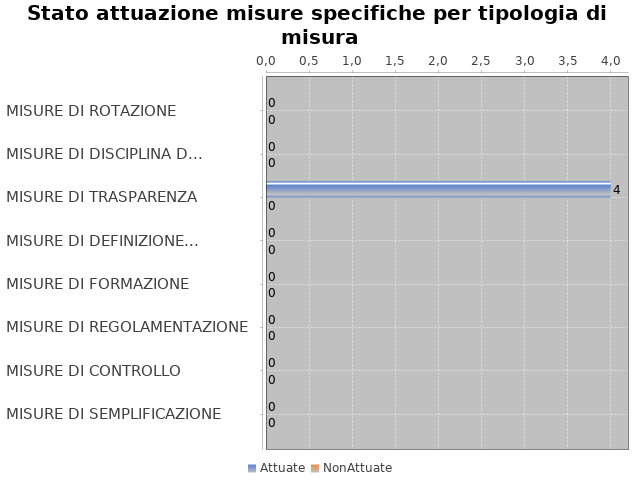 Stato attuazione misure specifiche per tipologia di
misura
0,0 0,5 1,0 1,5 2,0 2,5 3,0 3,5 4,0
MISURE DI ROTAZIONE
0
0
MISURE DI DISCIPLINA D...
0
0
MISURE DI TRASPARENZA
4
0
MISURE DI DEFINIZIONE...
0
0
MISURE DI FORMAZIONE
0
0
MISURE DI REGOLAMENTAZIONE
0
0
MISURE DI CONTROLLO
0
0
MISURE DI SEMPLIFICAZIONE
0
0
Attuate NonAttuate